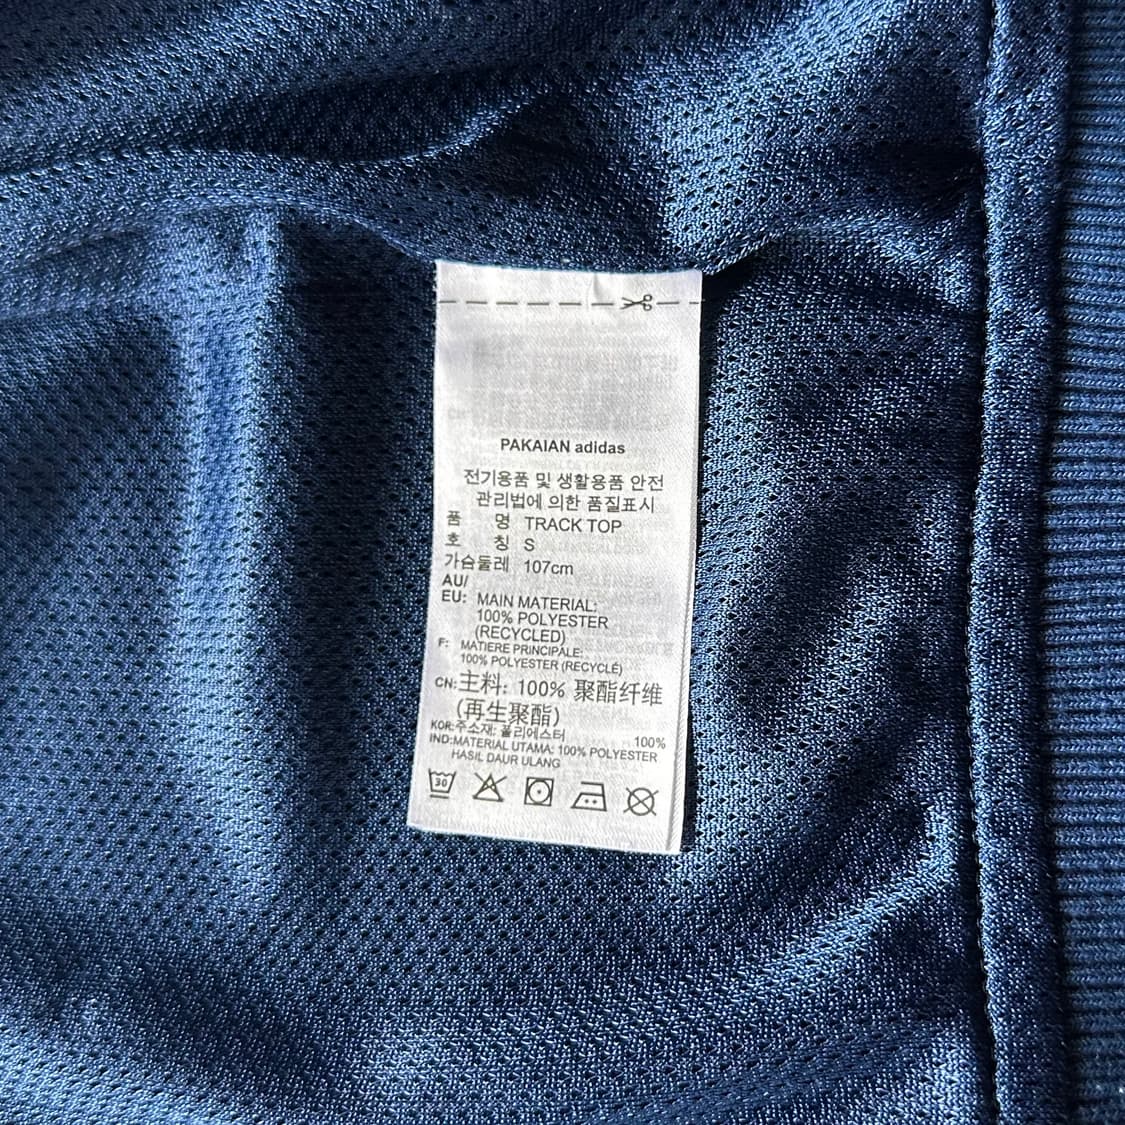 PAKAIAN adidas
전기용품 및 생활용품 안전
관리법에 의한 품질표시
품 명 TRACK TOP
호 칭 S
가슴둘레 107cm
AU/
EU: MAIN MATERIAL:
100% POLYESTER
(RECYCLED)
F: MATIERE PRINCIPALE:
100% POLYESTER (RECYCLÉ)
CN:主料: 100% 聚酯纤维
(再生聚酯)
KOR:주소재: 폴리에스터 100%
IND:MATERIAL UTAMA: 100% POLYESTER
HASIL DAUR ULANG
30